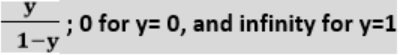 y
1-y ; 0 for y= 0, and infinity for y=1